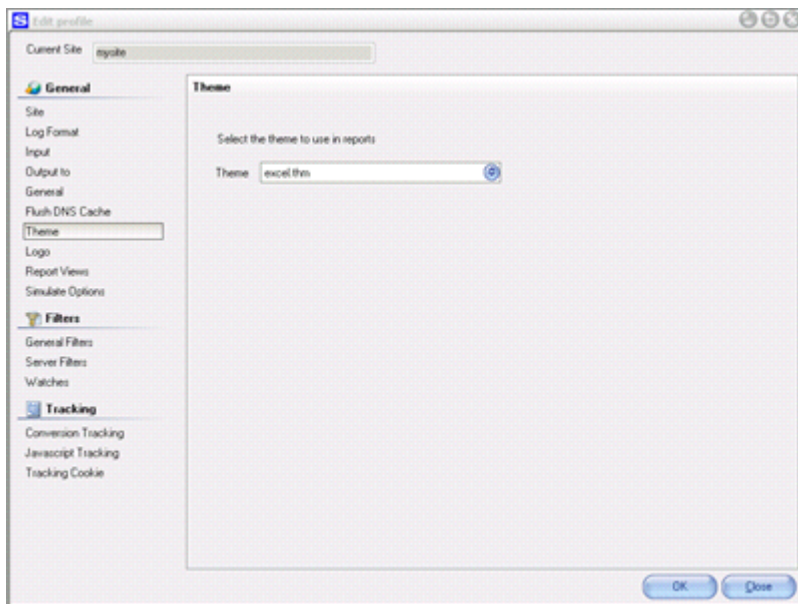 Edit profile
Current Site mysite
General
Site
Log Format
Input
Output to
General
Flush DNS Cache
Theme
Logo
Report Views
Simulate Options
Filters
General Filters
Server Filters
Watches
Tracking
Conversion Tracking
Javascript Tracking
Tracking Cookie
Theme
Select the theme to use in reports
Theme excel.thm
OK Close